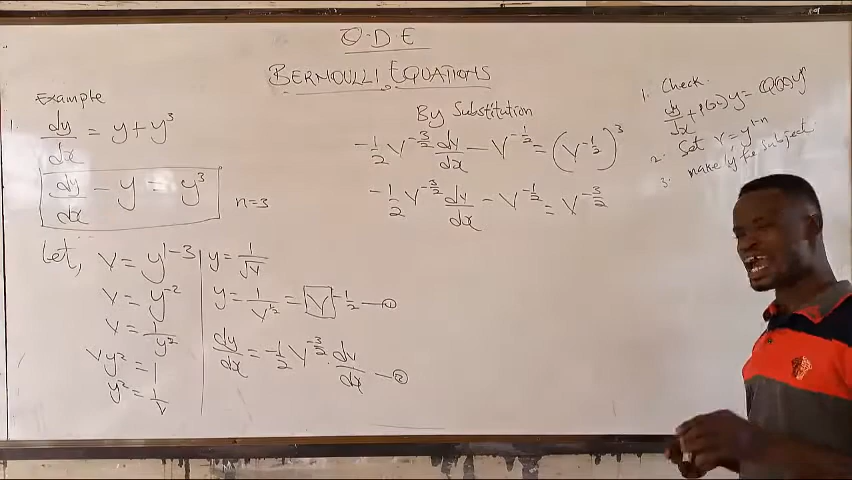 O.D.E
BERNOULLI EQUATIONS
Example
1. dy/dx = y + y³
dy/dx - y = y³
n=3
Let, v = y^1-3
v = y^-2
v = 1/y²
vy² = 1
y² = 1/v
y = 1/√v
y = 1/v^1/2 = v^-1/2 — ①
dy/dx = -1/2 v^-3/2 . dv/dx — ②
By Substitution
-1/2 v^-3/2 dv/dx - v^-1/2 = (v^-1/2)³
-1/2 v^-3/2 dv/dx - v^-1/2 = v^-3/2
1. Check.
dy/dx + P(x)y = Q(x)yⁿ
2. Set v = y^1-n
3. make y the subject.